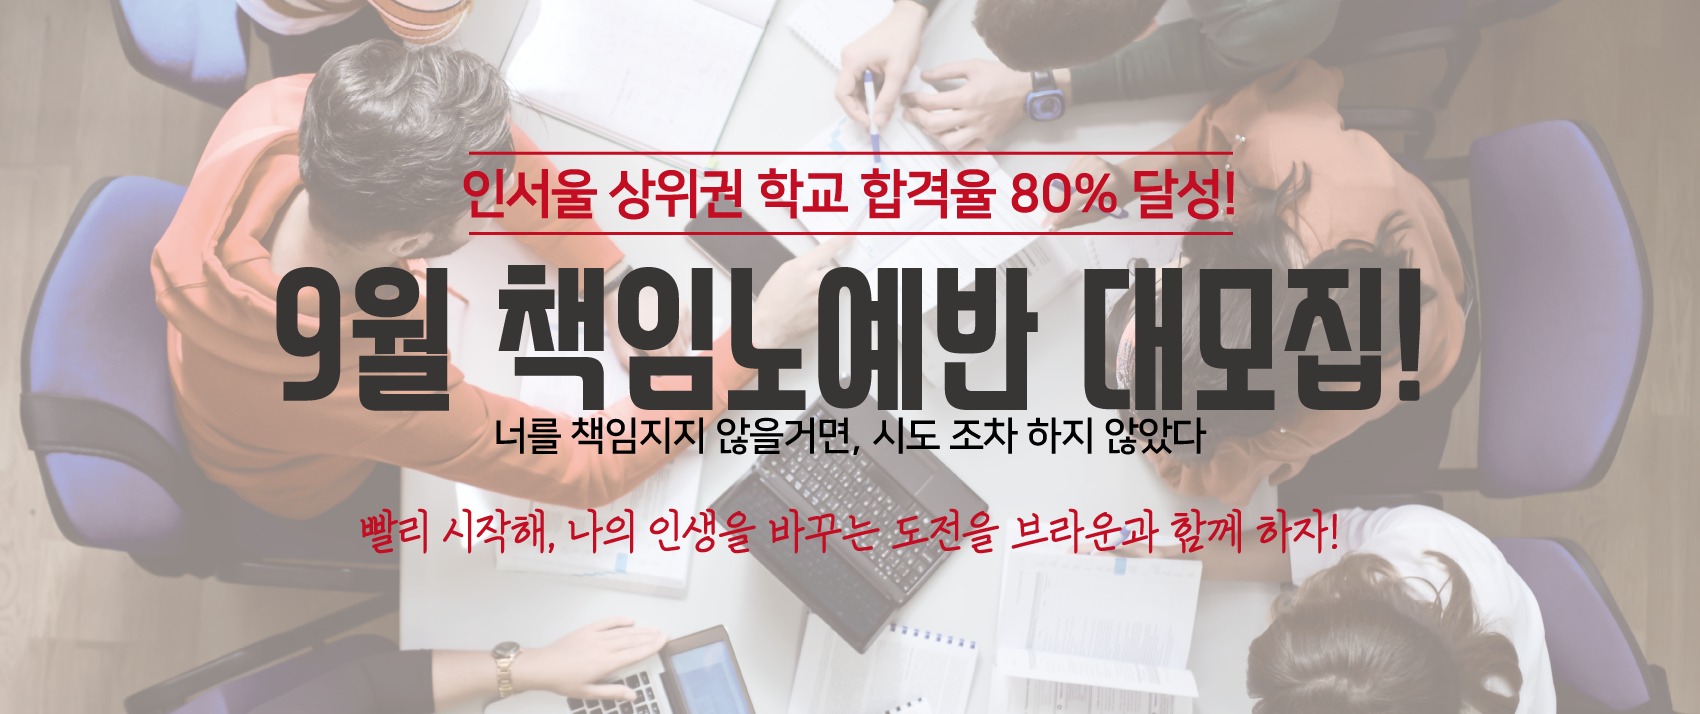 인서울 상위권 학교 합격율 80% 달성!
9월 책임노예반 대모집!
너를 책임지지 않을거면, 시도 조차 하지 않았다
빨리 시작해, 나의 인생을 바꾸는 도전을 브라운과 함께 하자!